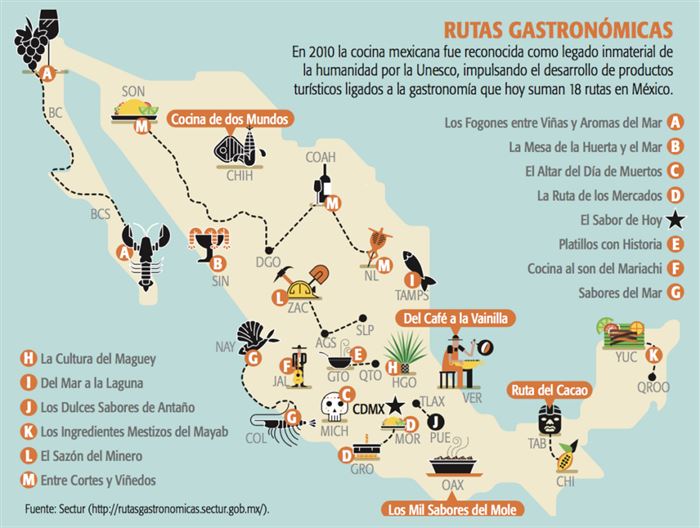 RUTAS GASTRONÓMICAS
En 2010 la cocina mexicana fue reconocida como legado inmaterial de
la humanidad por la Unesco, impulsando el desarrollo de productos
turísticos ligados a la gastronomía que hoy suman 18 rutas en México.
Los Fogones entre Viñas y Aromas del Mar A
La Mesa de la Huerta y el Mar B
El Altar del Día de Muertos C
La Ruta de los Mercados D
El Sabor de Hoy
Platillos con Historia E
Cocina al son del Mariachi F
Sabores del Mar G
A
BC
SON
M
Cocina de dos Mundos
CHIH
COAH
M
BCS
A
B
SIN
DGO
M
NL
I
TAMPS
L
ZAC
AGS
SLP
Del Café a la Vainilla
VER
NAY
G
F
JAL
E
GTO
QTO
H
HGO
YUC
K
QROO
Ruta del Cacao
TAB
CHI
COL
G
C
MICH
CDMX
TLAX
D
MOR
J
PUE
D
GRO
OAX
Los Mil Sabores del Mole
H La Cultura del Maguey
I Del Mar a la Laguna
J Los Dulces Sabores de Antaño
K Los Ingredientes Mestizos del Mayab
L El Sazón del Minero
M Entre Cortes y Viñedos
Fuente: Sectur (http://rutasgastronomicas.sectur.gob.mx/).